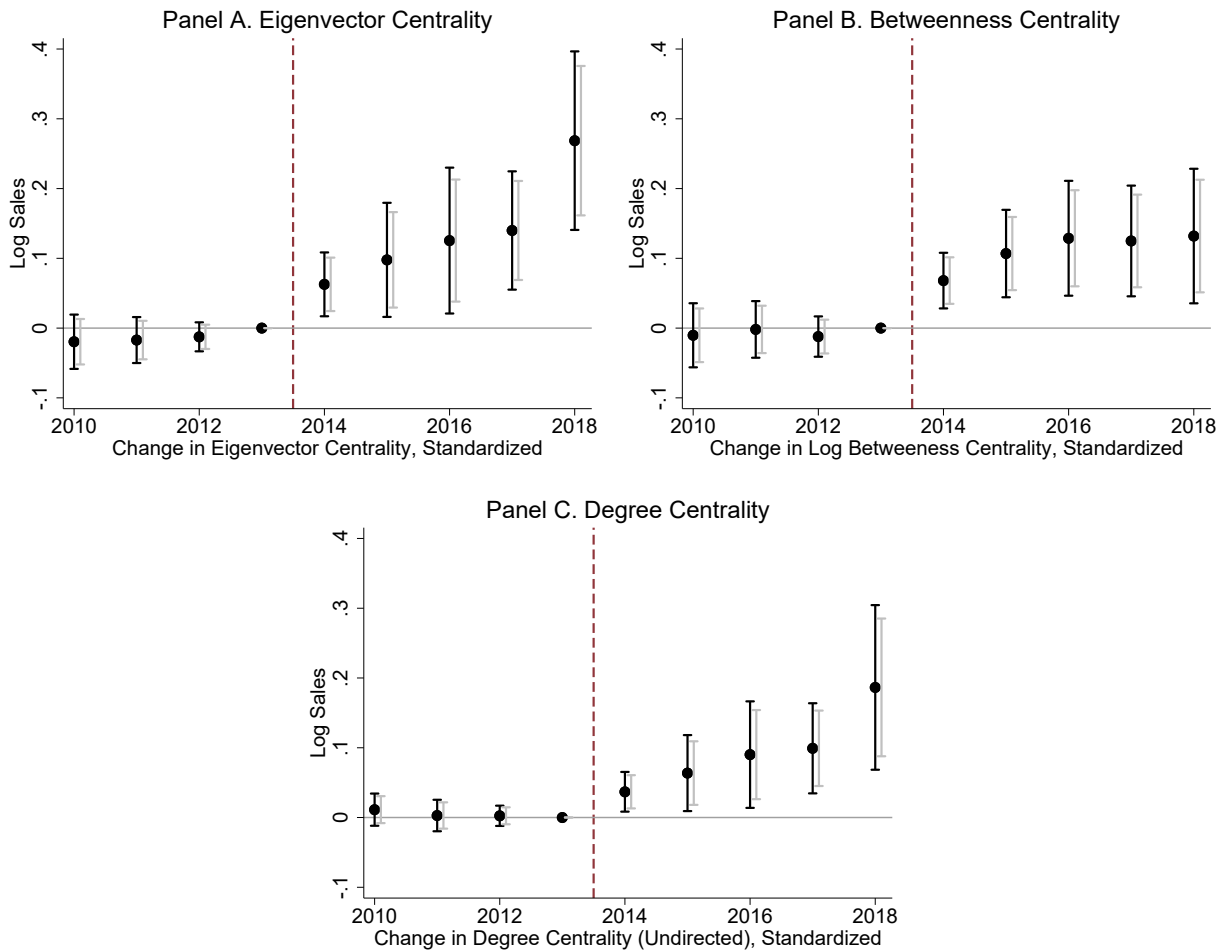 Panel A. Eigenvector Centrality
Log Sales
.4
.3
.2
.1
0
-.1
2010 2012 2014 2016 2018
Change in Eigenvector Centrality, Standardized
Panel B. Betweenness Centrality
Log Sales
.4
.3
.2
.1
0
-.1
2010 2012 2014 2016 2018
Change in Log Betweeness Centrality, Standardized
Panel C. Degree Centrality
Log Sales
.4
.3
.2
.1
0
-.1
2010 2012 2014 2016 2018
Change in Degree Centrality (Undirected), Standardized